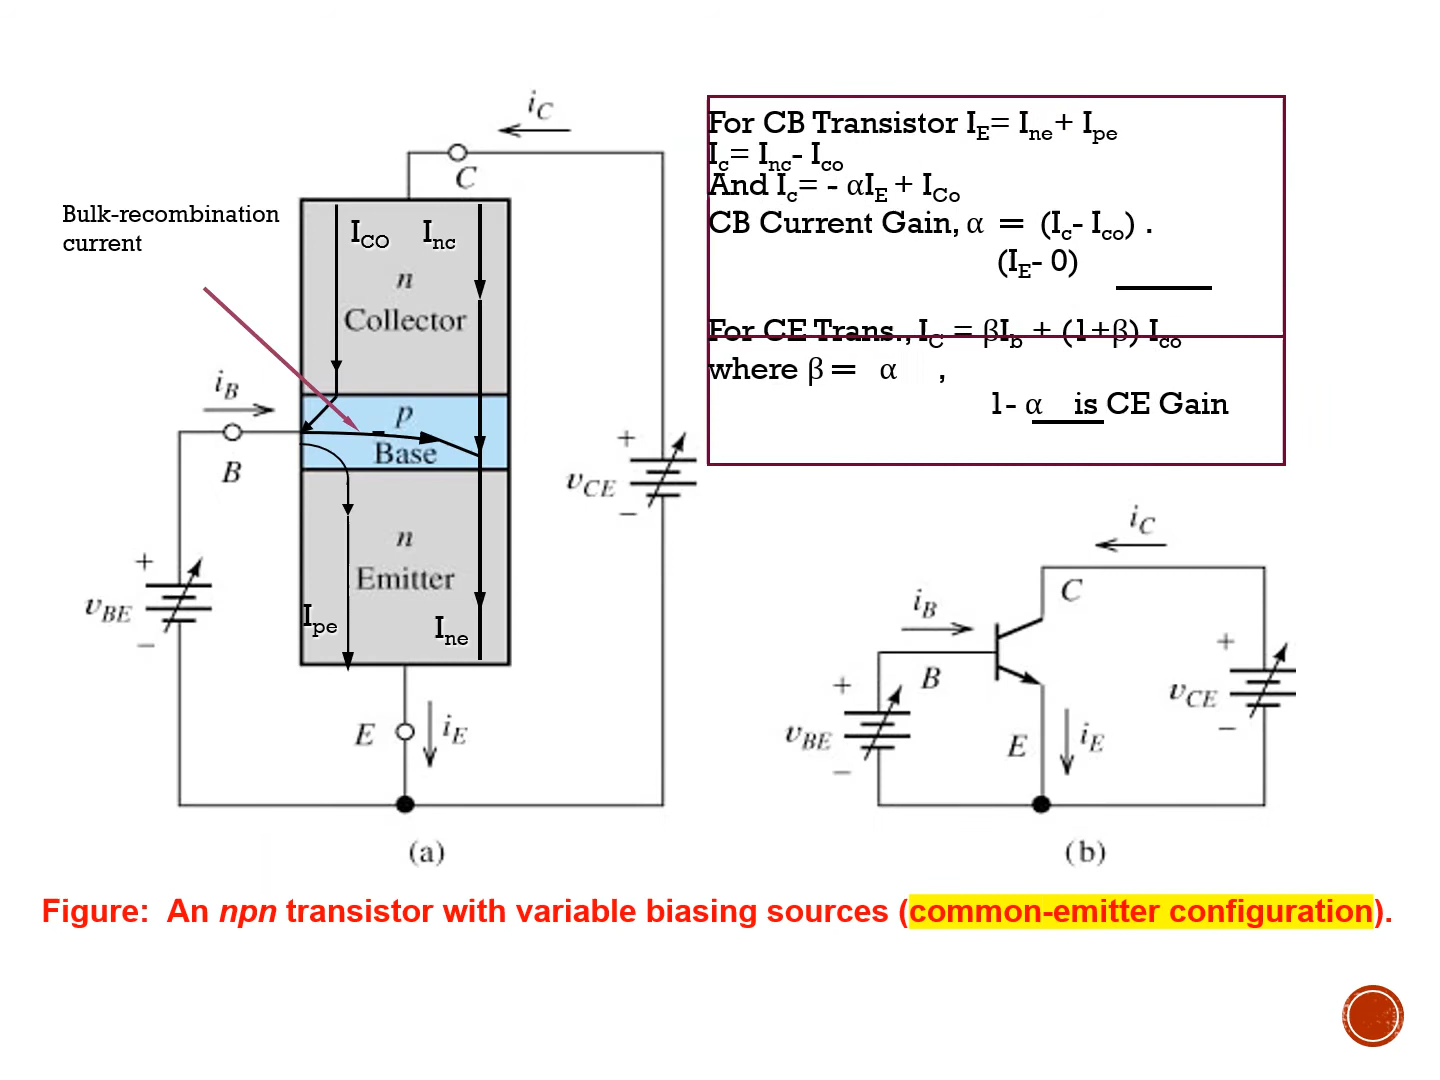 i_C
C
Bulk-recombination
current
I_CO I_nc
n
Collector
i_B
p
Base
B
+
v_CE
–
n
Emitter
+
v_BE
–
I_pe
I_ne
E
i_E
(a)
For CB Transistor I_E= I_ne+ I_pe
I_c= I_nc- I_co
And I_c= - αI_E + I_Co
CB Current Gain, α = (I_c- I_co) .
(I_E- 0)
For CE Trans., I_C = βI_b + (1+β) I_co
where β = α ,
1- α is CE Gain
i_C
C
i_B
B
+
v_BE
–
E
i_E
+
v_CE
–
(b)
Figure: An npn transistor with variable biasing sources (common-emitter configuration).